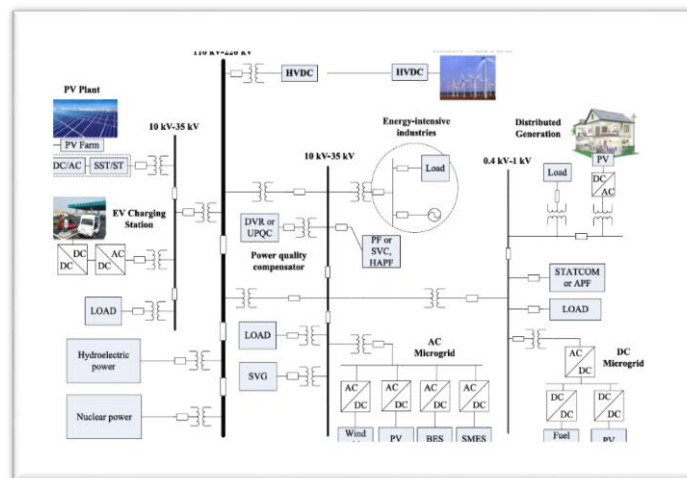 110 kV-220 kV
HVDC
HVDC
PV Plant
PV Farm
DC/AC
SST/ST
10 kV-35 kV
EV Charging
Station
DC
DC
DC
AC
LOAD
Hydroelectric
power
Nuclear power
Energy-intensive
industries
10 kV-35 kV
Load
DVR or
UPQC
Power quality
compensator
PF or
SVC,
HAPF
LOAD
SVG
AC
Microgrid
AC
DC
AC
DC
AC
DC
AC
DC
Wind
PV
BES
SMES
Distributed
Generation
0.4 kV-1 kV
Load
PV
DC
AC
STATCOM
or APF
LOAD
DC
Microgrid
AC
DC
DC
DC
DC
DC
Fuel
PV